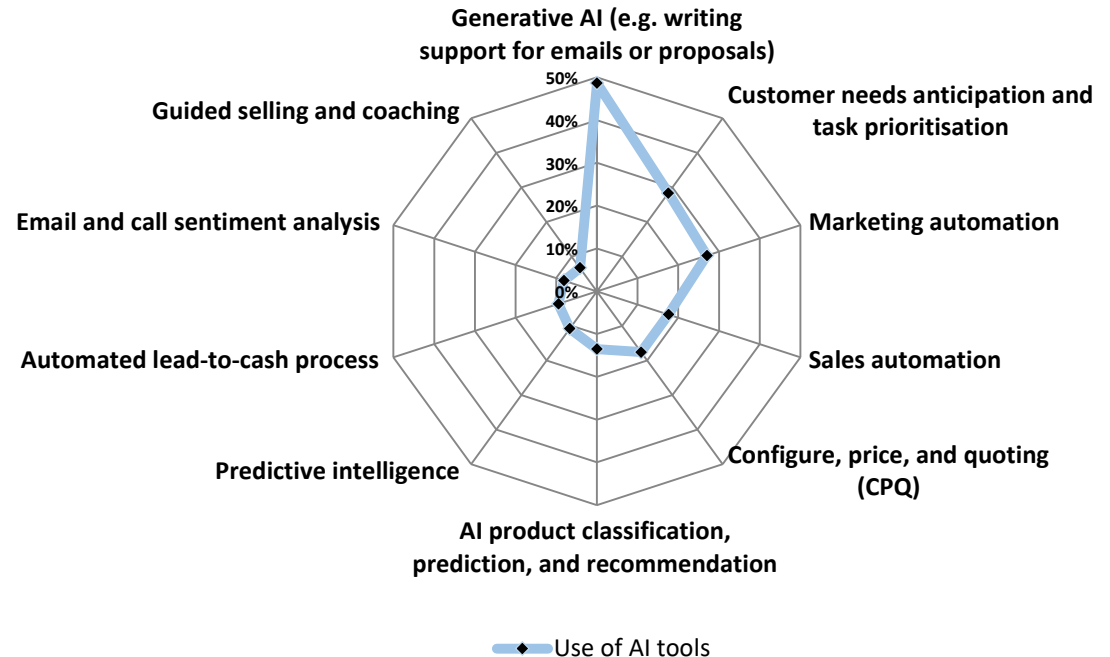 Generative AI (e.g. writing
support for emails or proposals)
50%
Customer needs anticipation and
task prioritisation
Guided selling and coaching
40%
30%
Email and call sentiment analysis
Marketing automation
20%
10%
0%
Automated lead-to-cash process
Sales automation
Configure, price, and quoting
(CPQ)
Predictive intelligence
AI product classification,
prediction, and recommendation
Use of AI tools